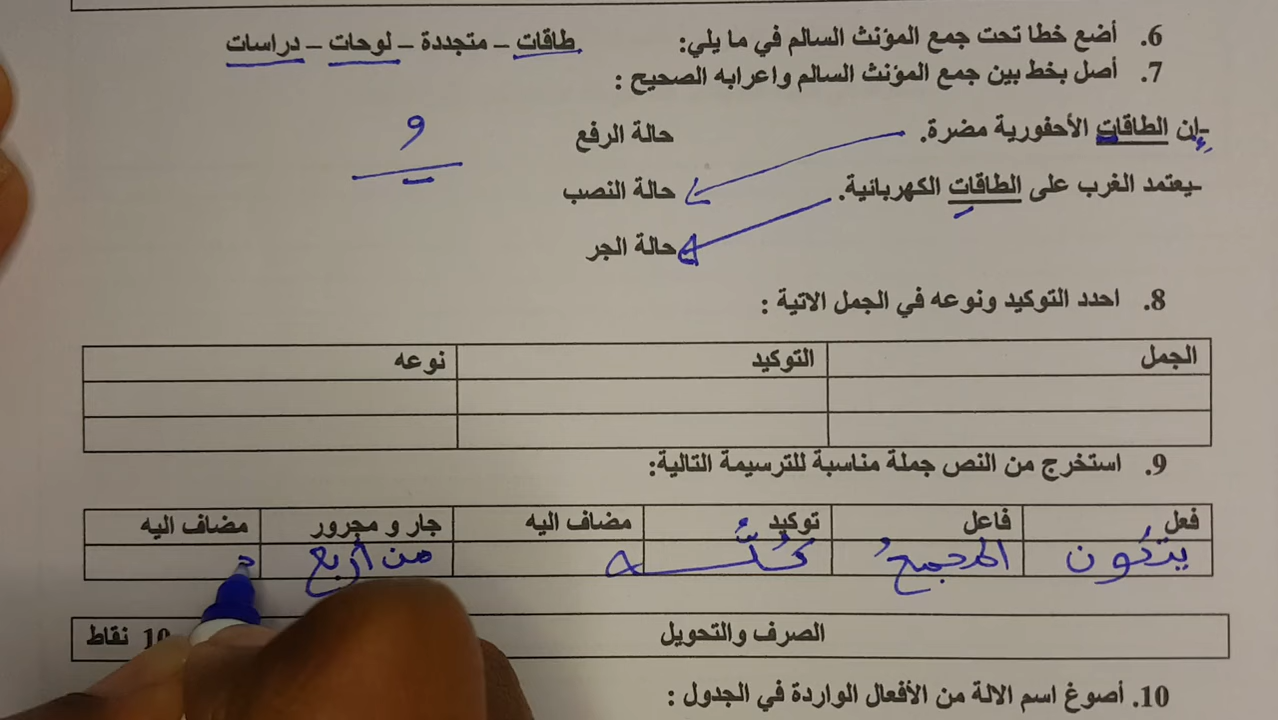 6. أضع خطا تحت جمع المؤنث السالم في ما يلي: طاقات – متجددة – لوحات – دراسات
7. أصل بخط بين جمع المؤنث السالم واعرابه الصحيح :
-إن الطاقات الأحفورية مضرة. حالة الرفع
و
-يعتمد الغرب على الطاقات الكهربائية. حالة النصب
حالة الجر
8. احدد التوكيد ونوعه في الجمل الاتية :
الجمل التوكيد نوعه
9. استخرج من النص جملة مناسبة للترسيمة التالية:
فعل فاعل توكيد مضاف اليه جار و مجرور مضاف اليه
يتكون المجمعُ كلُّه من أربع
الصرف والتحويل 10 نقاط
10. أصوغ اسم الالة من الأفعال الواردة في الجدول :